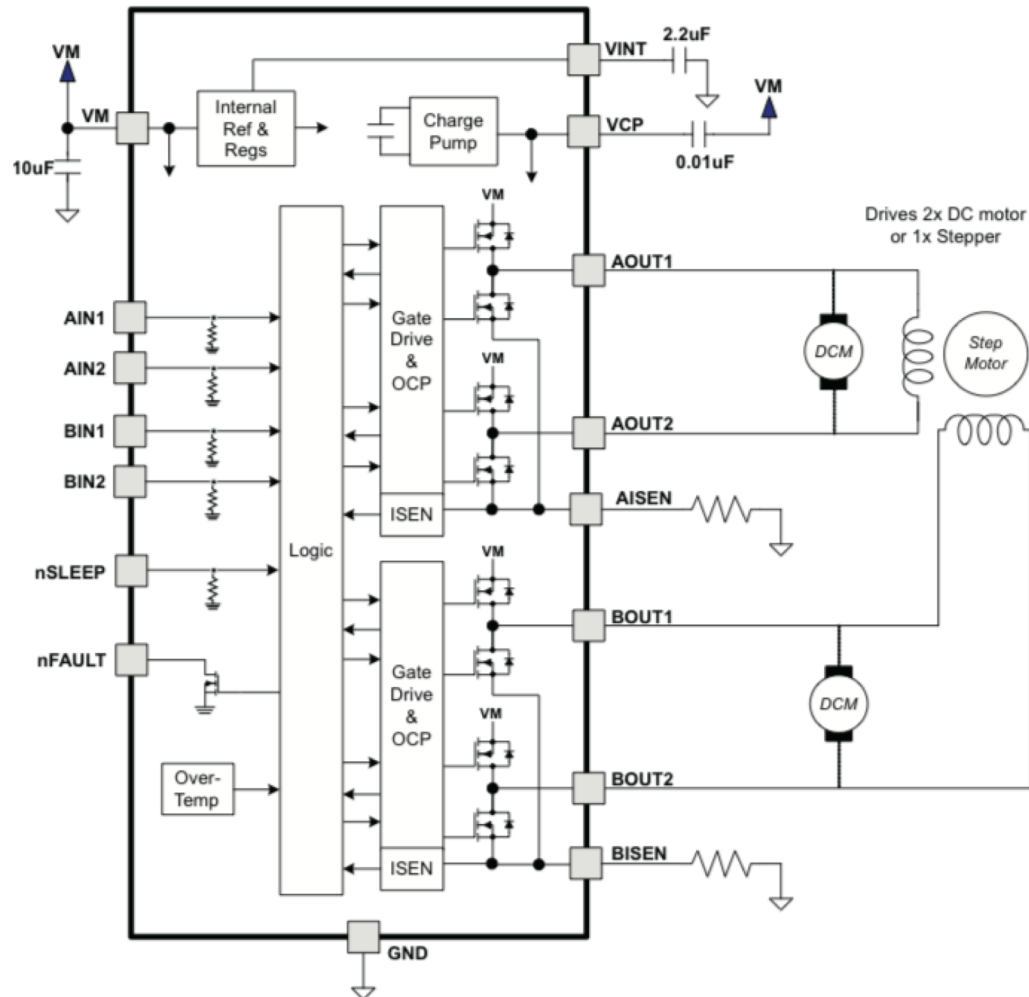 VM
VM
10uF
Internal
Ref &
Regs
Charge
Pump
VINT
2.2uF
VM
VCP
0.01uF
Drives 2x DC motor
or 1x Stepper
VM
AOUT1
AIN1
Gate
Drive
&
OCP
DCM
Step
Motor
AIN2
VM
BIN1
AOUT2
BIN2
ISEN
AISEN
Logic
VM
nSLEEP
BOUT1
nFAULT
Gate
Drive
&
OCP
DCM
VM
Over-
Temp
BOUT2
ISEN
BISEN
GND